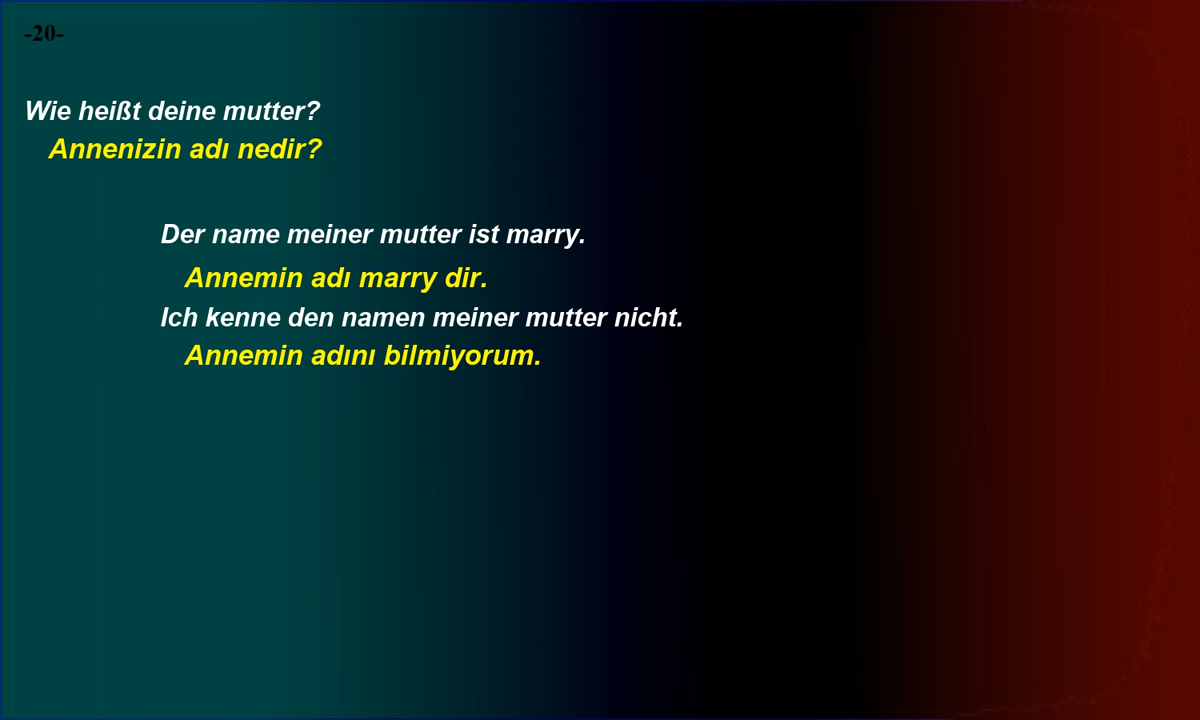 -20-
Wie heißt deine mutter?
Annenizin adı nedir?
Der name meiner mutter ist marry.
Annemin adı marry dir.
Ich kenne den namen meiner mutter nicht.
Annemin adını bilmiyorum.